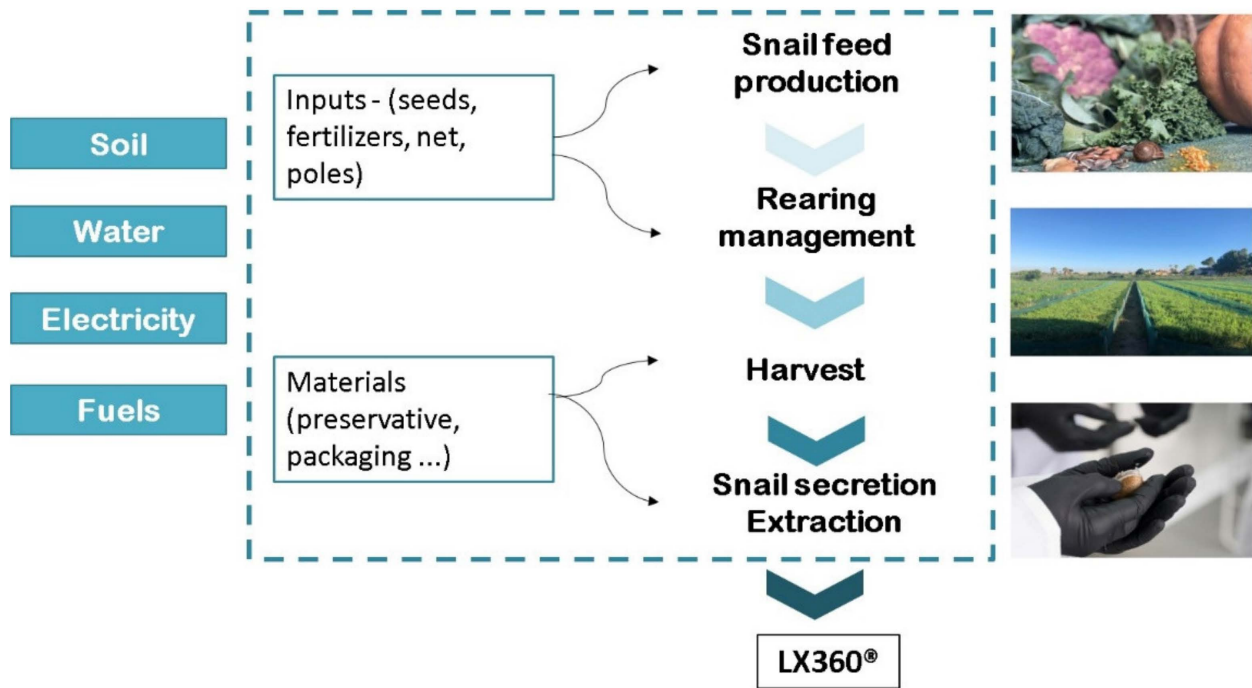 Soil
Water
Electricity
Fuels
Inputs - (seeds,
fertilizers, net,
poles)
Materials
(preservative,
packaging ...)
Snail feed
production
Rearing
management
Harvest
Snail secretion
Extraction
LX360®